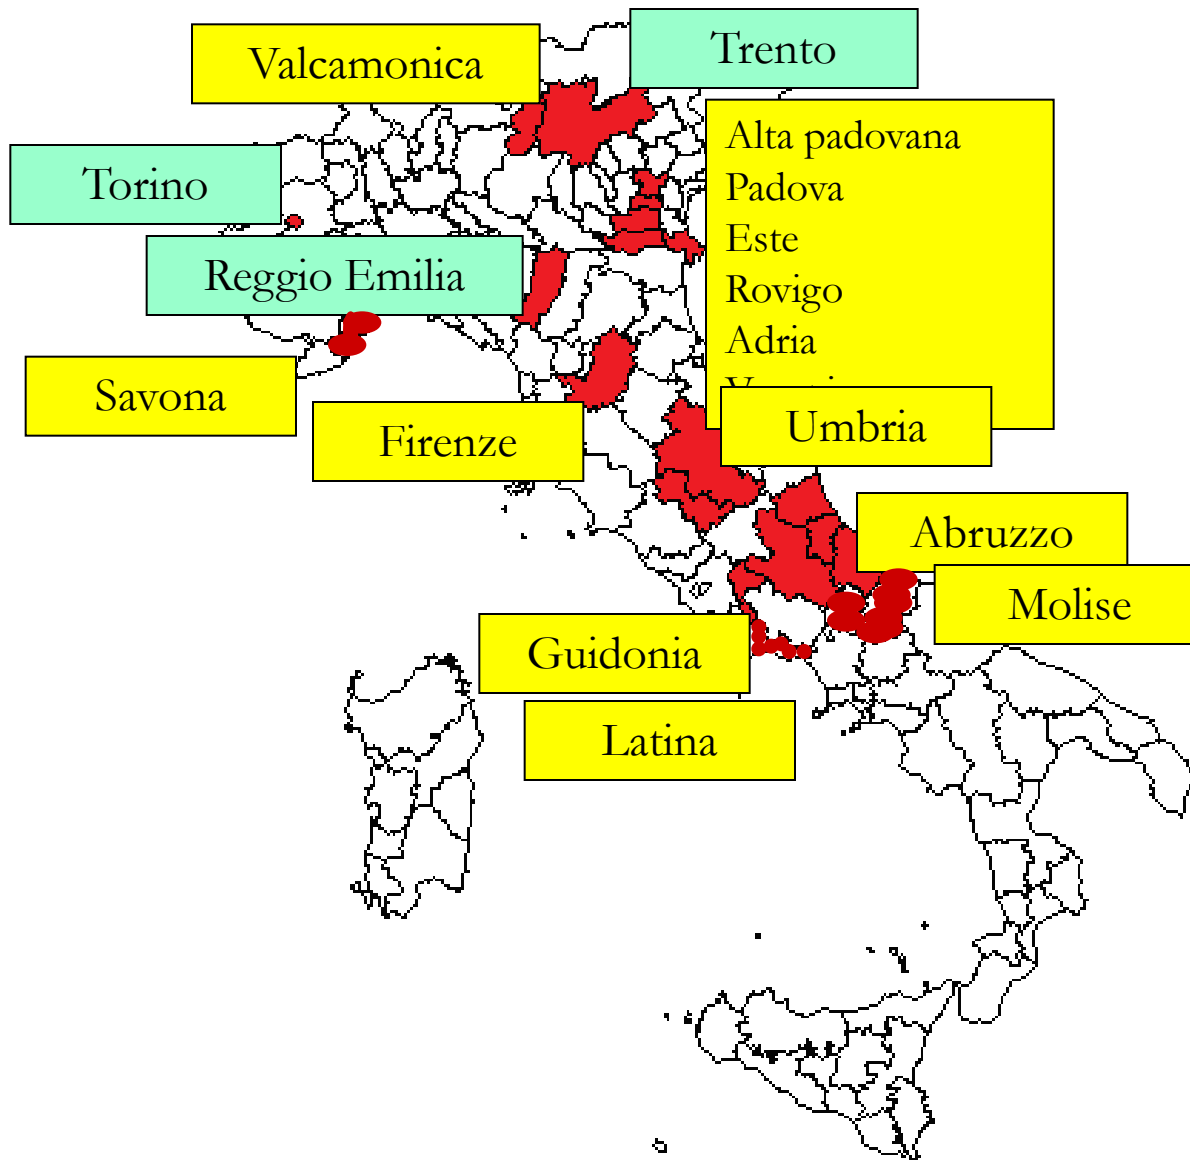 Valcamonica
Trento
Torino
Alta padovana
Padova
Este
Rovigo
Adria
Reggio Emilia
Savona
Firenze
Umbria
Abruzzo
Molise
Guidonia
Latina